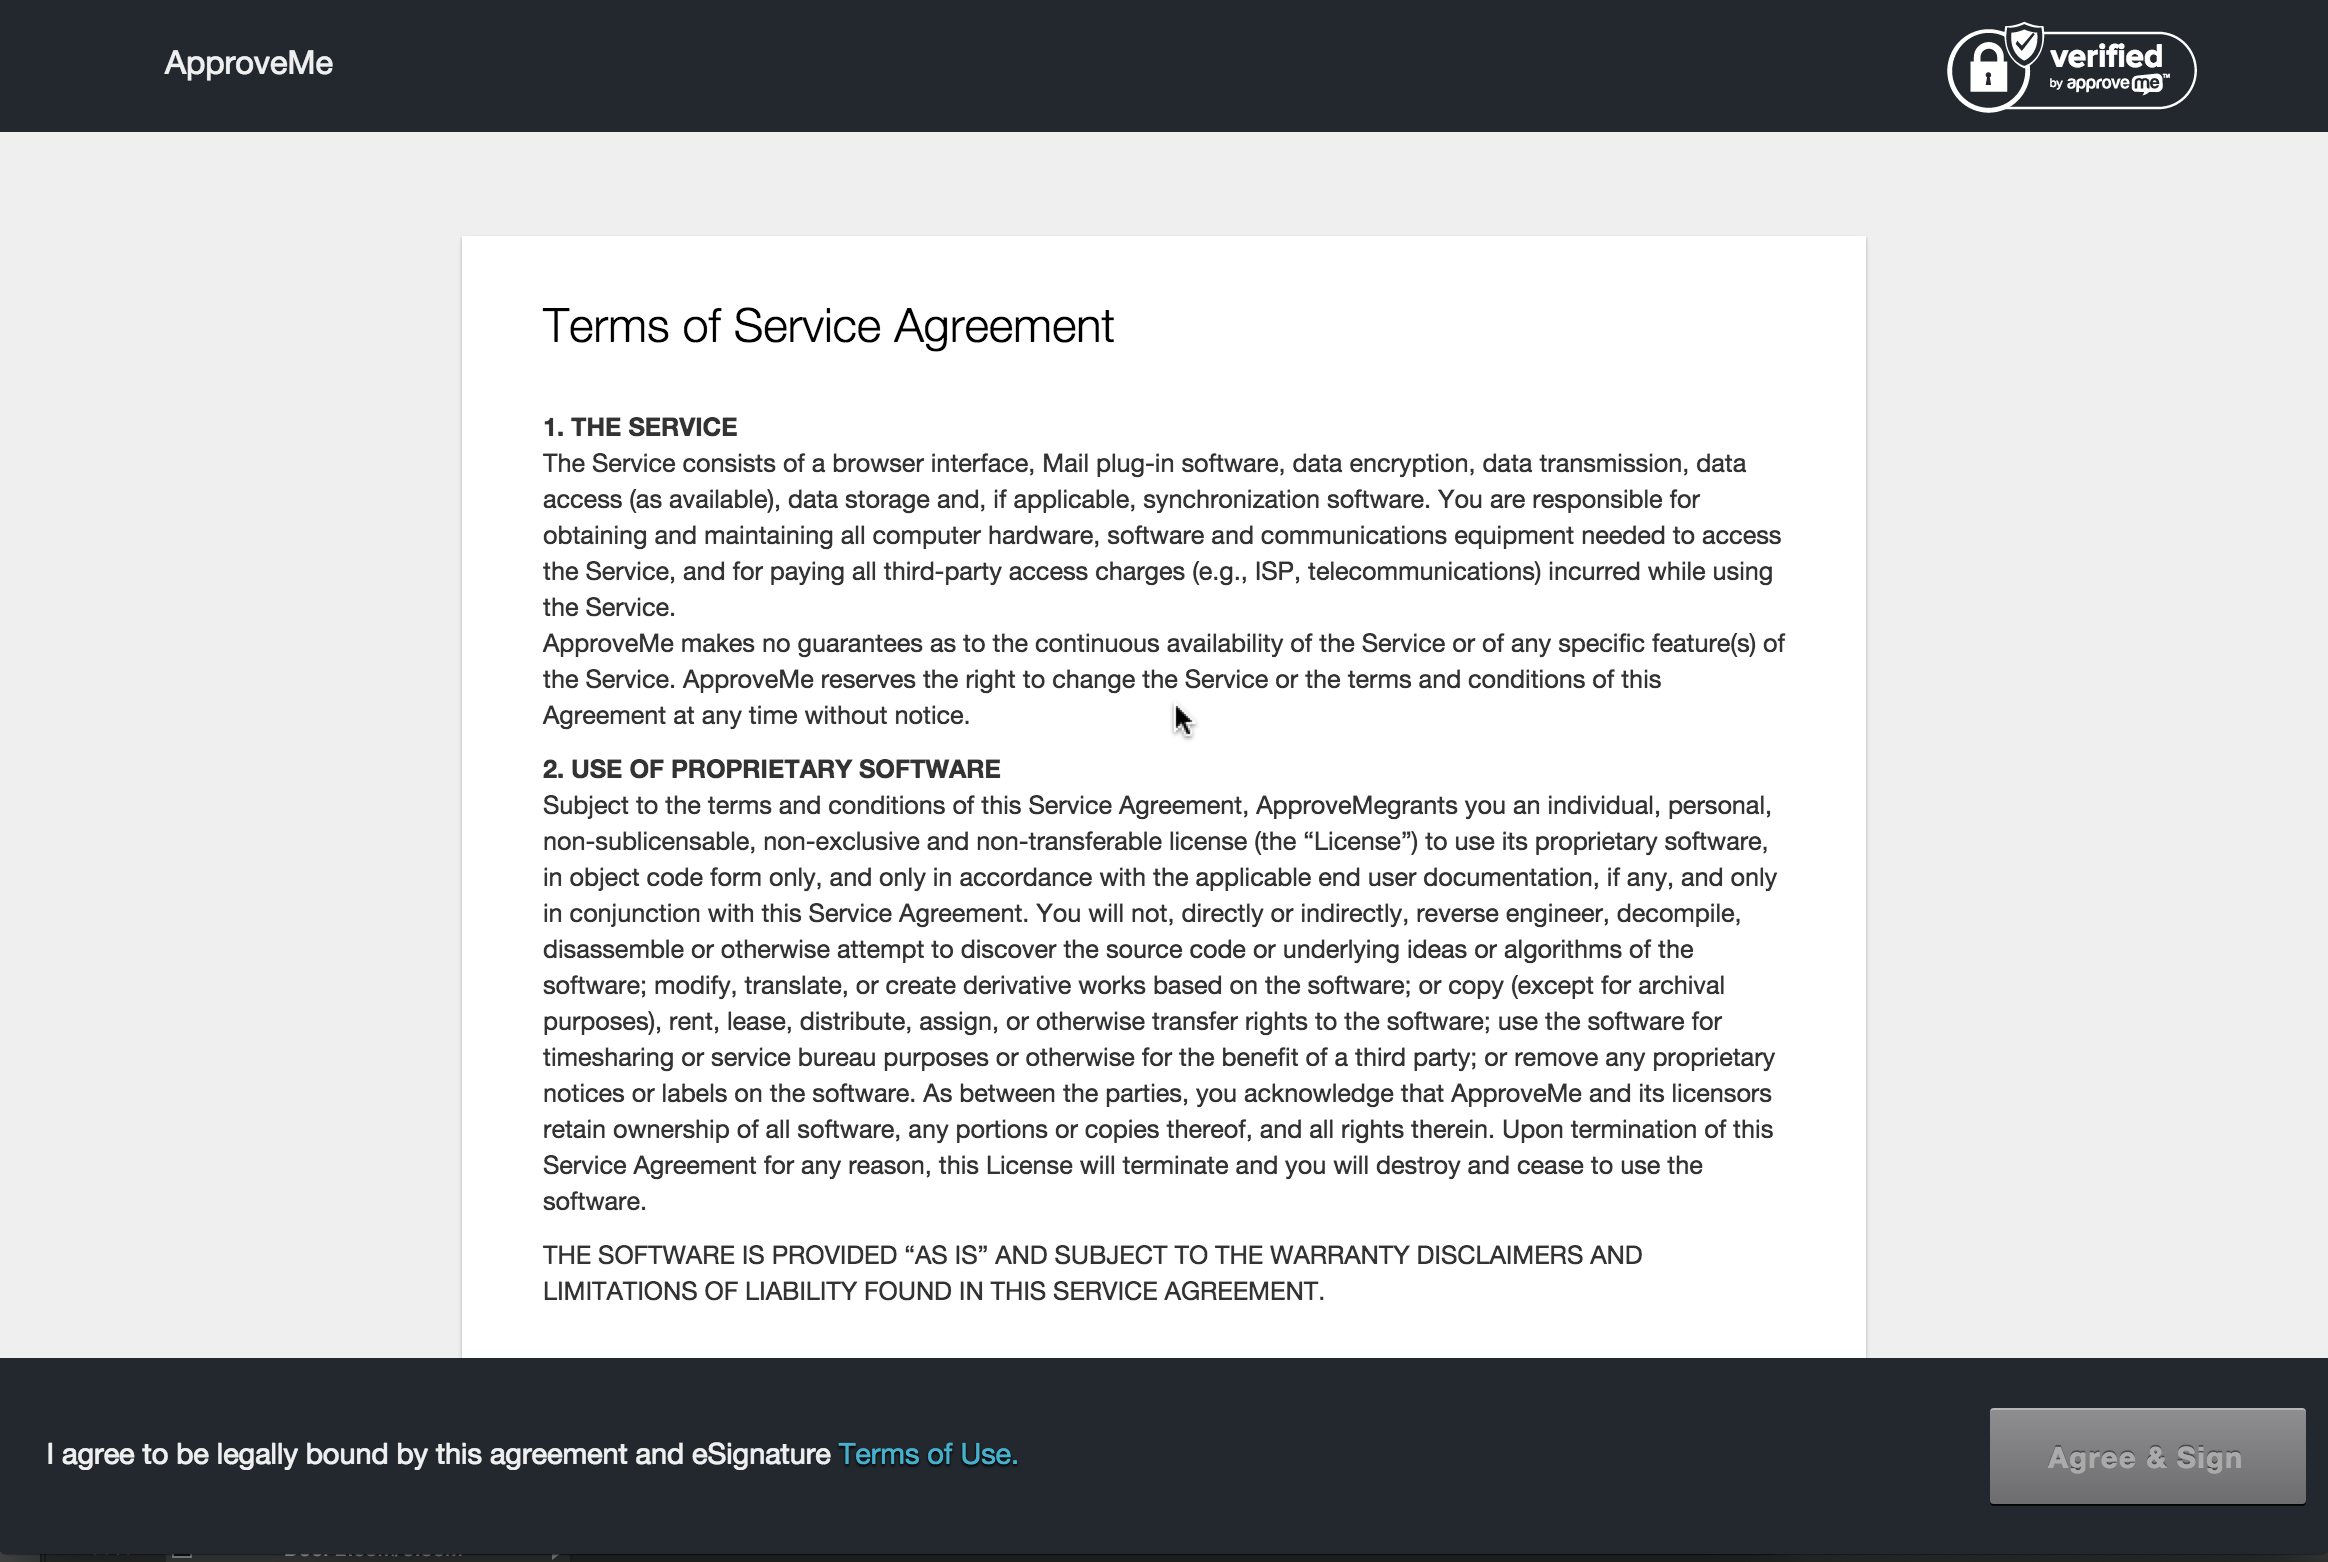 ApproveMe
verified
by approve me™
Terms of Service Agreement
1. THE SERVICE
The Service consists of a browser interface, Mail plug-in software, data encryption, data transmission, data
access (as available), data storage and, if applicable, synchronization software. You are responsible for
obtaining and maintaining all computer hardware, software and communications equipment needed to access
the Service, and for paying all third-party access charges (e.g., ISP, telecommunications) incurred while using
the Service.
ApproveMe makes no guarantees as to the continuous availability of the Service or of any specific feature(s) of
the Service. ApproveMe reserves the right to change the Service or the terms and conditions of this
Agreement at any time without notice.
2. USE OF PROPRIETARY SOFTWARE
Subject to the terms and conditions of this Service Agreement, ApproveMegrants you an individual, personal,
non-sublicensable, non-exclusive and non-transferable license (the “License”) to use its proprietary software,
in object code form only, and only in accordance with the applicable end user documentation, if any, and only
in conjunction with this Service Agreement. You will not, directly or indirectly, reverse engineer, decompile,
disassemble or otherwise attempt to discover the source code or underlying ideas or algorithms of the
software; modify, translate, or create derivative works based on the software; or copy (except for archival
purposes), rent, lease, distribute, assign, or otherwise transfer rights to the software; use the software for
timesharing or service bureau purposes or otherwise for the benefit of a third party; or remove any proprietary
notices or labels on the software. As between the parties, you acknowledge that ApproveMe and its licensors
retain ownership of all software, any portions or copies thereof, and all rights therein. Upon termination of this
Service Agreement for any reason, this License will terminate and you will destroy and cease to use the
software.
THE SOFTWARE IS PROVIDED “AS IS” AND SUBJECT TO THE WARRANTY DISCLAIMERS AND
LIMITATIONS OF LIABILITY FOUND IN THIS SERVICE AGREEMENT.
I agree to be legally bound by this agreement and eSignature Terms of Use.
Agree & Sign